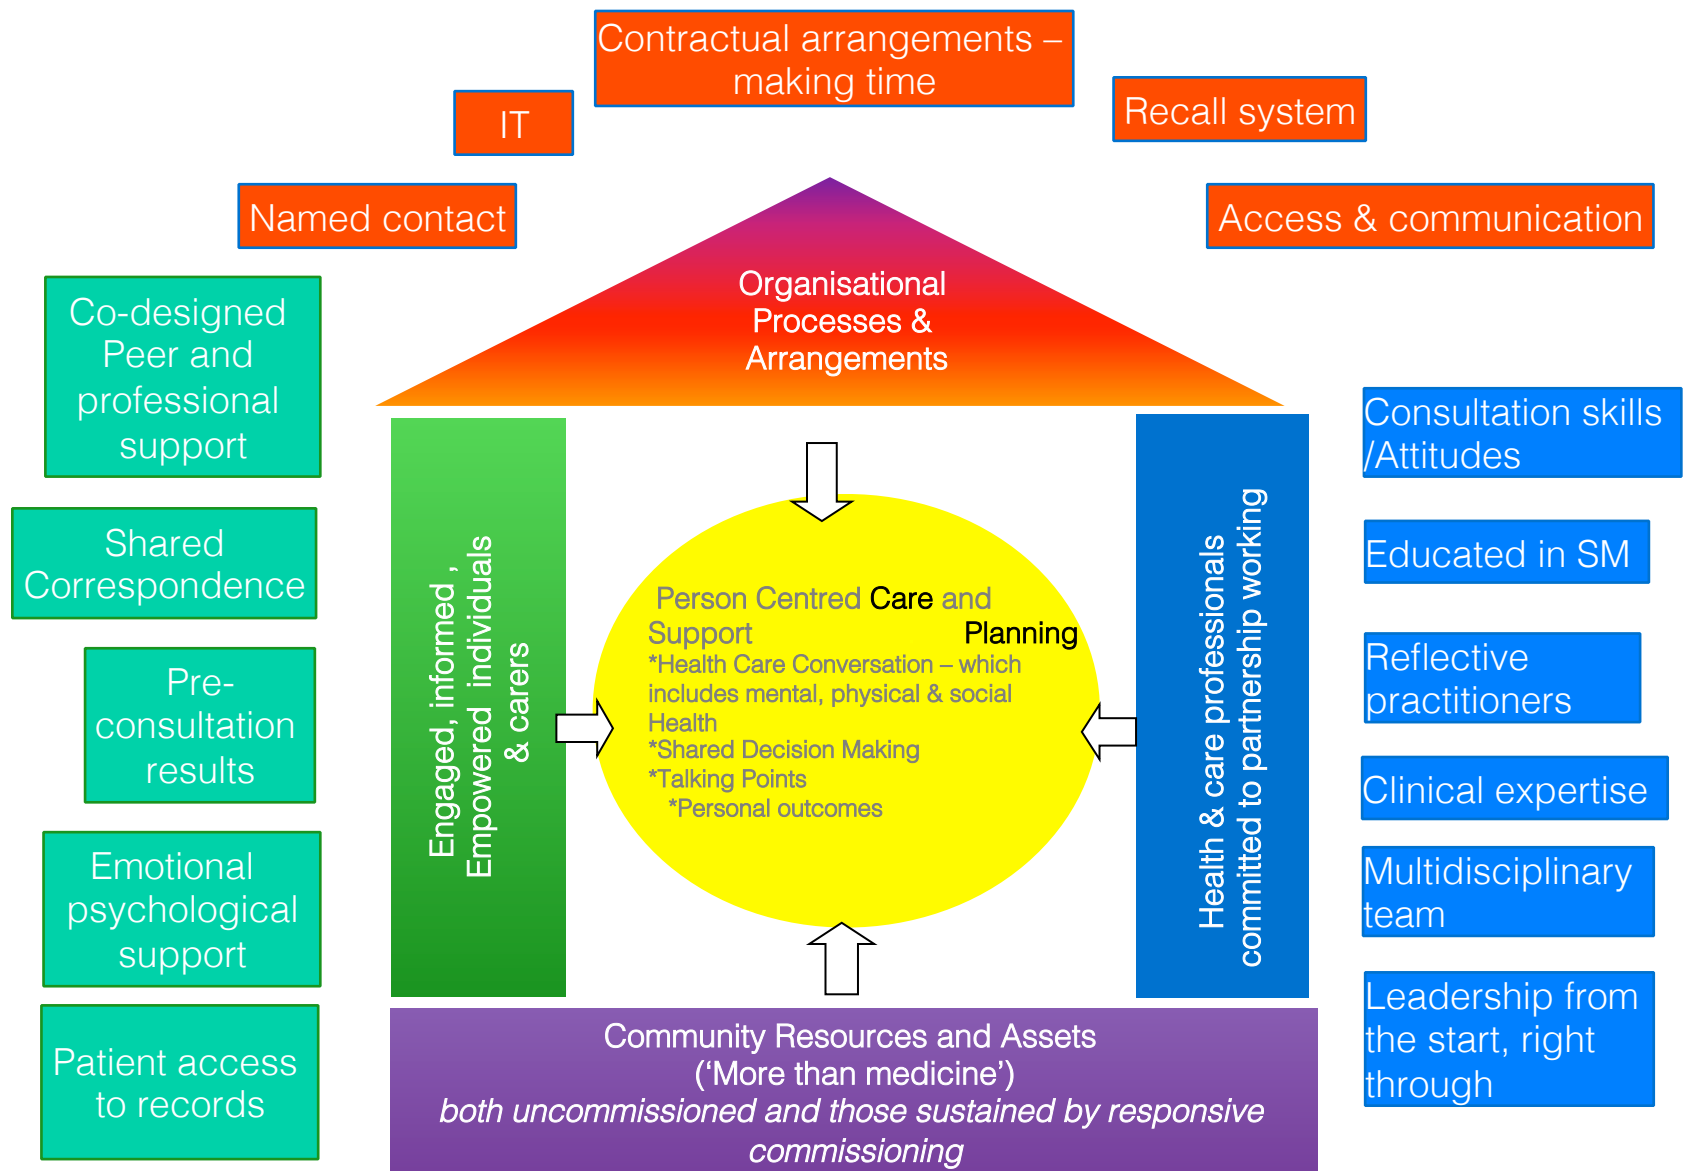 Contractual arrangements –
making time
IT
Recall system
Named contact
Access & communication
Organisational
Processes &
Arrangements
Co-designed
Peer and
professional
support
Shared
Correspondence
Pre-
consultation
results
Emotional
psychological
support
Patient access
to records
Engaged, informed ,
Empowered individuals
& carers
Person Centred Care and
Support Planning
*Health Care Conversation – which
includes mental, physical & social
Health
*Shared Decision Making
*Talking Points
*Personal outcomes
Health & care professionals
committed to partnership working
Consultation skills
/Attitudes
Educated in SM
Reflective
practitioners
Clinical expertise
Multidisciplinary
team
Leadership from
the start, right
through
Community Resources and Assets
(‘More than medicine’)
both uncommissioned and those sustained by responsive
commissioning